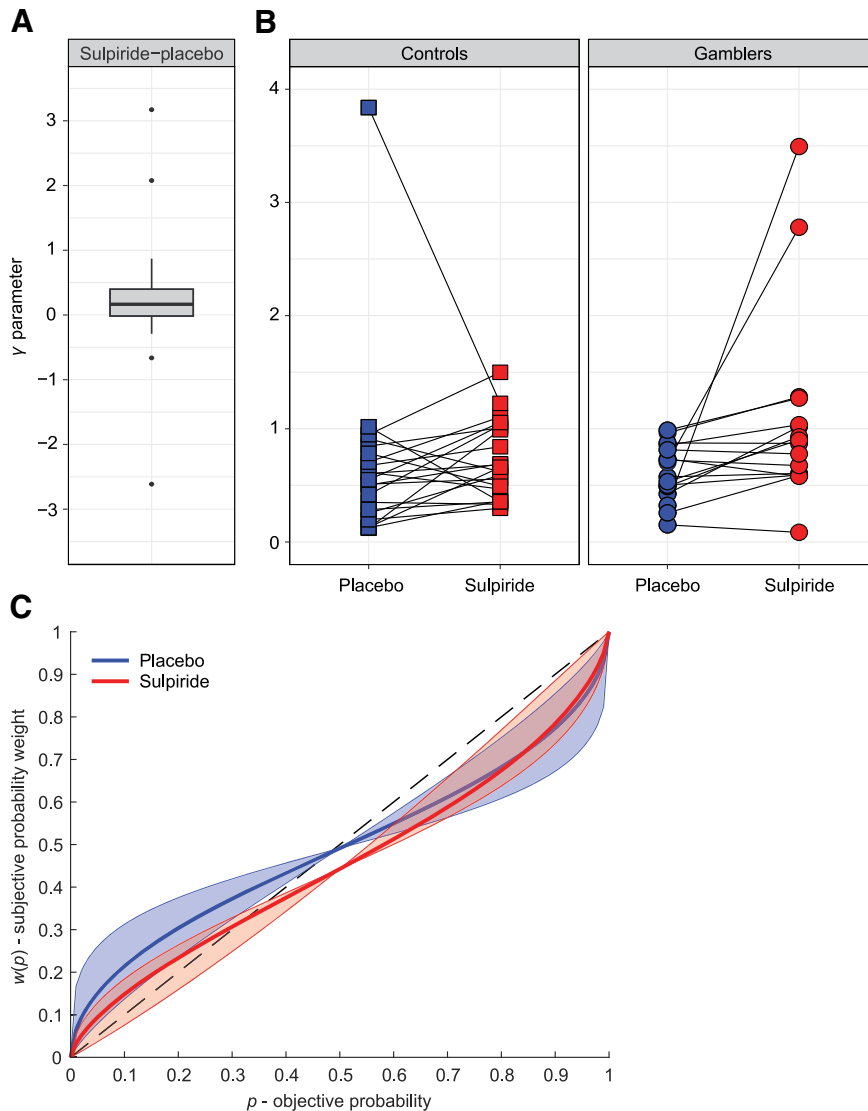 A
Sulpiride–placebo
γ parameter
3
2
1
0
−1
−2
−3
B
Controls
Gamblers
4
3
2
1
0
Placebo
Sulpiride
Placebo
Sulpiride
C
Placebo
Sulpiride
w(p) - subjective probability weight
1
0.9
0.8
0.7
0.6
0.5
0.4
0.3
0.2
0.1
0
0
0.1
0.2
0.3
0.4
0.5
0.6
0.7
0.8
0.9
1
p - objective probability